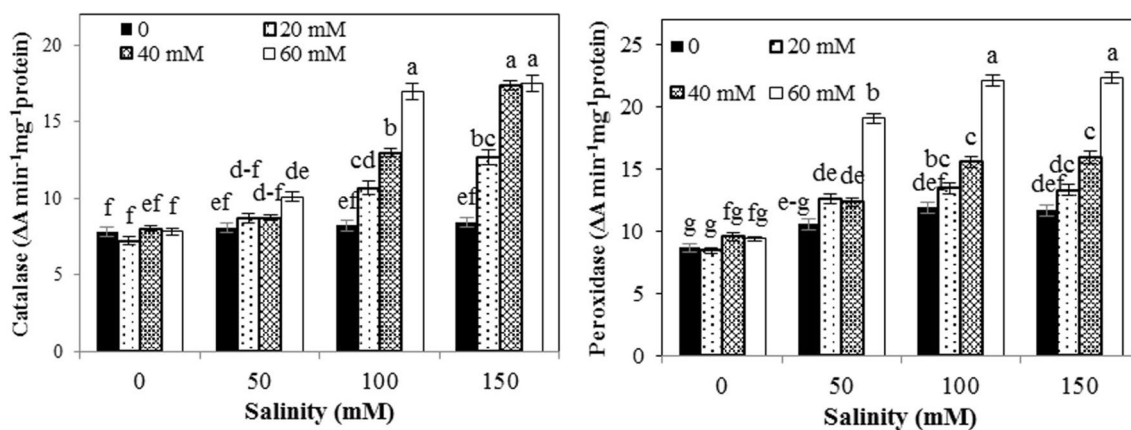 Catalase (ΔA min⁻¹mg⁻¹protein)
20
15
10
5
0
0
20 mM
40 mM
60 mM
f
f
ef
f
ef
d-f
d-f
de
ef
cd
b
a
ef
bc
a
a
0
50
100
150
Salinity (mM)
Peroxidase (ΔA min⁻¹mg⁻¹protein)
25
20
15
10
5
0
0
20 mM
40 mM
60 mM
g
g
fg
fg
e-g
de
de
b
def
bc
c
a
def
dc
c
a
0
50
100
150
Salinity (mM)